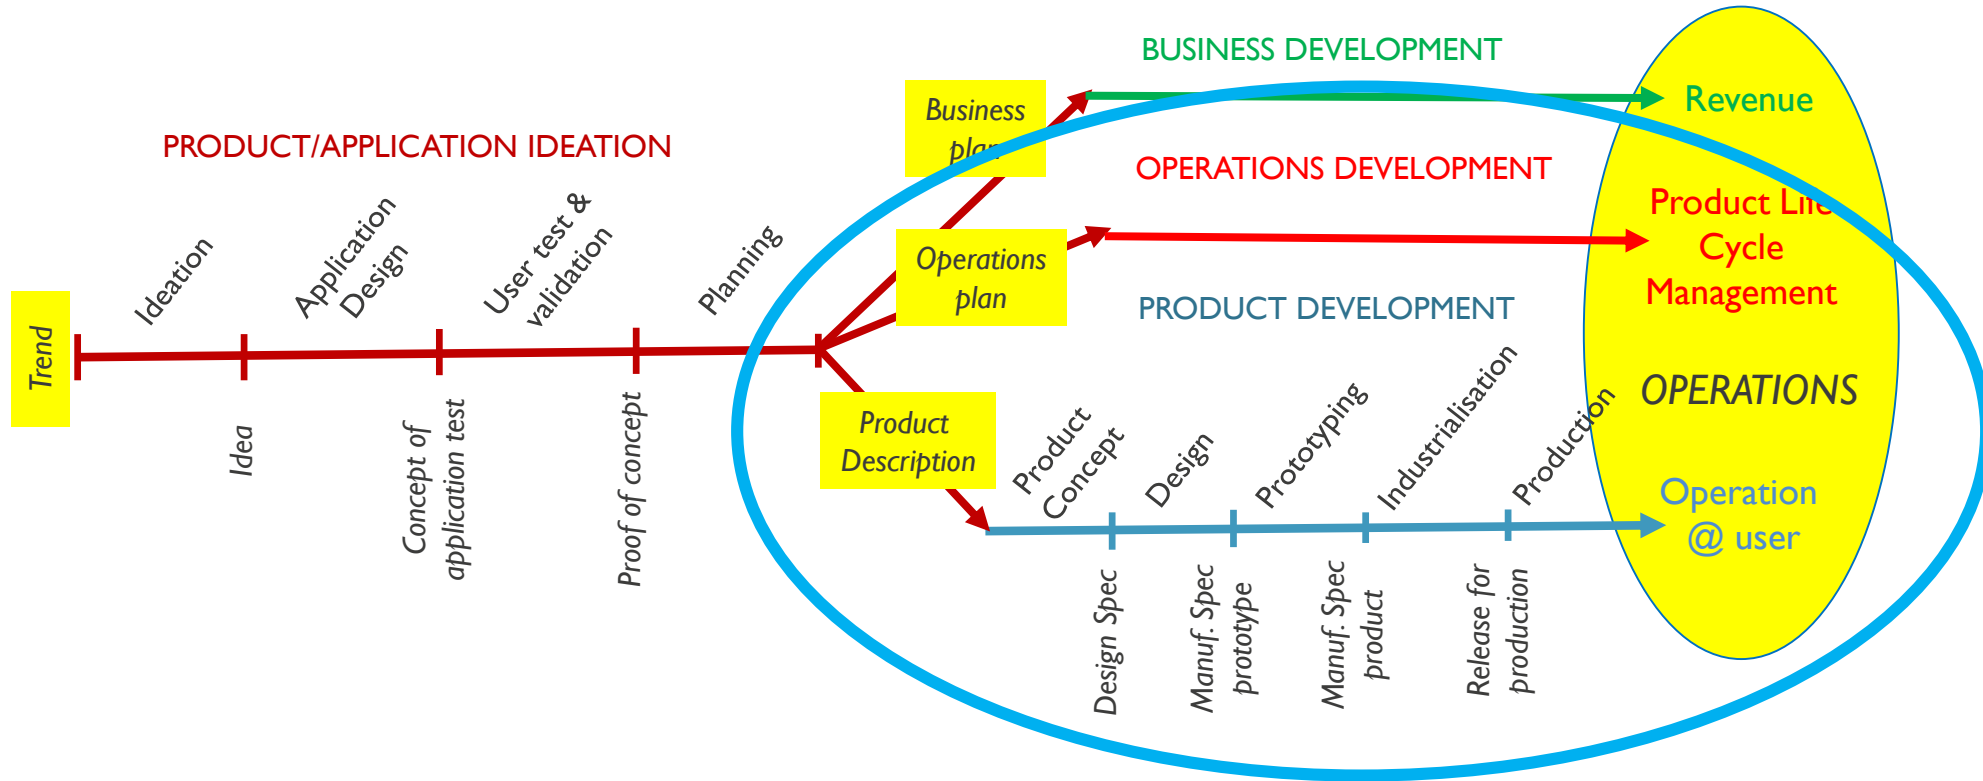 BUSINESS DEVELOPMENT
Revenue
Business
plan
PRODUCT/APPLICATION IDEATION
OPERATIONS DEVELOPMENT
Product Life
Cycle
Management
Ideation
Application
Design
User test &
validation
Planning
Operations
plan
PRODUCT DEVELOPMENT
Trend
OPERATIONS
Product
Description
Product
Concept
Design
Prototyping
Industrialisation
Production
Idea
Concept of
application test
Proof of concept
Operation
@ user
Design Spec
Manuf. Spec
prototype
Manuf. Spec
product
Release for
production